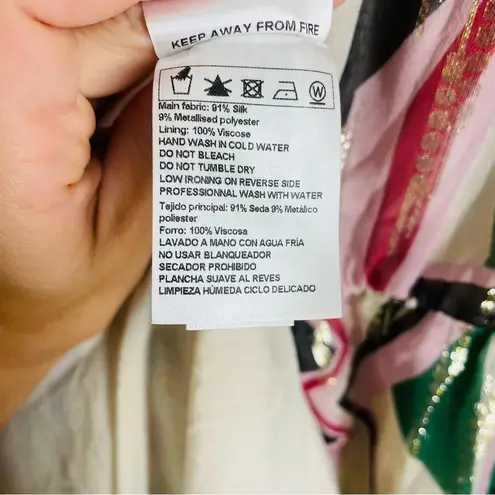 KEEP AWAY FROM FIRE
W
Main fabric: 91% Silk
9% Metallised polyester
Lining: 100% Viscose
HAND WASH IN COLD WATER
DO NOT BLEACH
DO NOT TUMBLE DRY
LOW IRONING ON REVERSE SIDE
PROFESSIONAL WASH WITH WATER
Tejido principal: 91% Seda 9% Metálico
poliester
Forro: 100% Viscosa
LAVADO A MANO CON AGUA FRÍA
NO USAR BLANQUEADOR
SECADOR PROHIBIDO
PLANCHA SUAVE AL REVES
LIMPIEZA HÚMEDA CICLO DELICADO